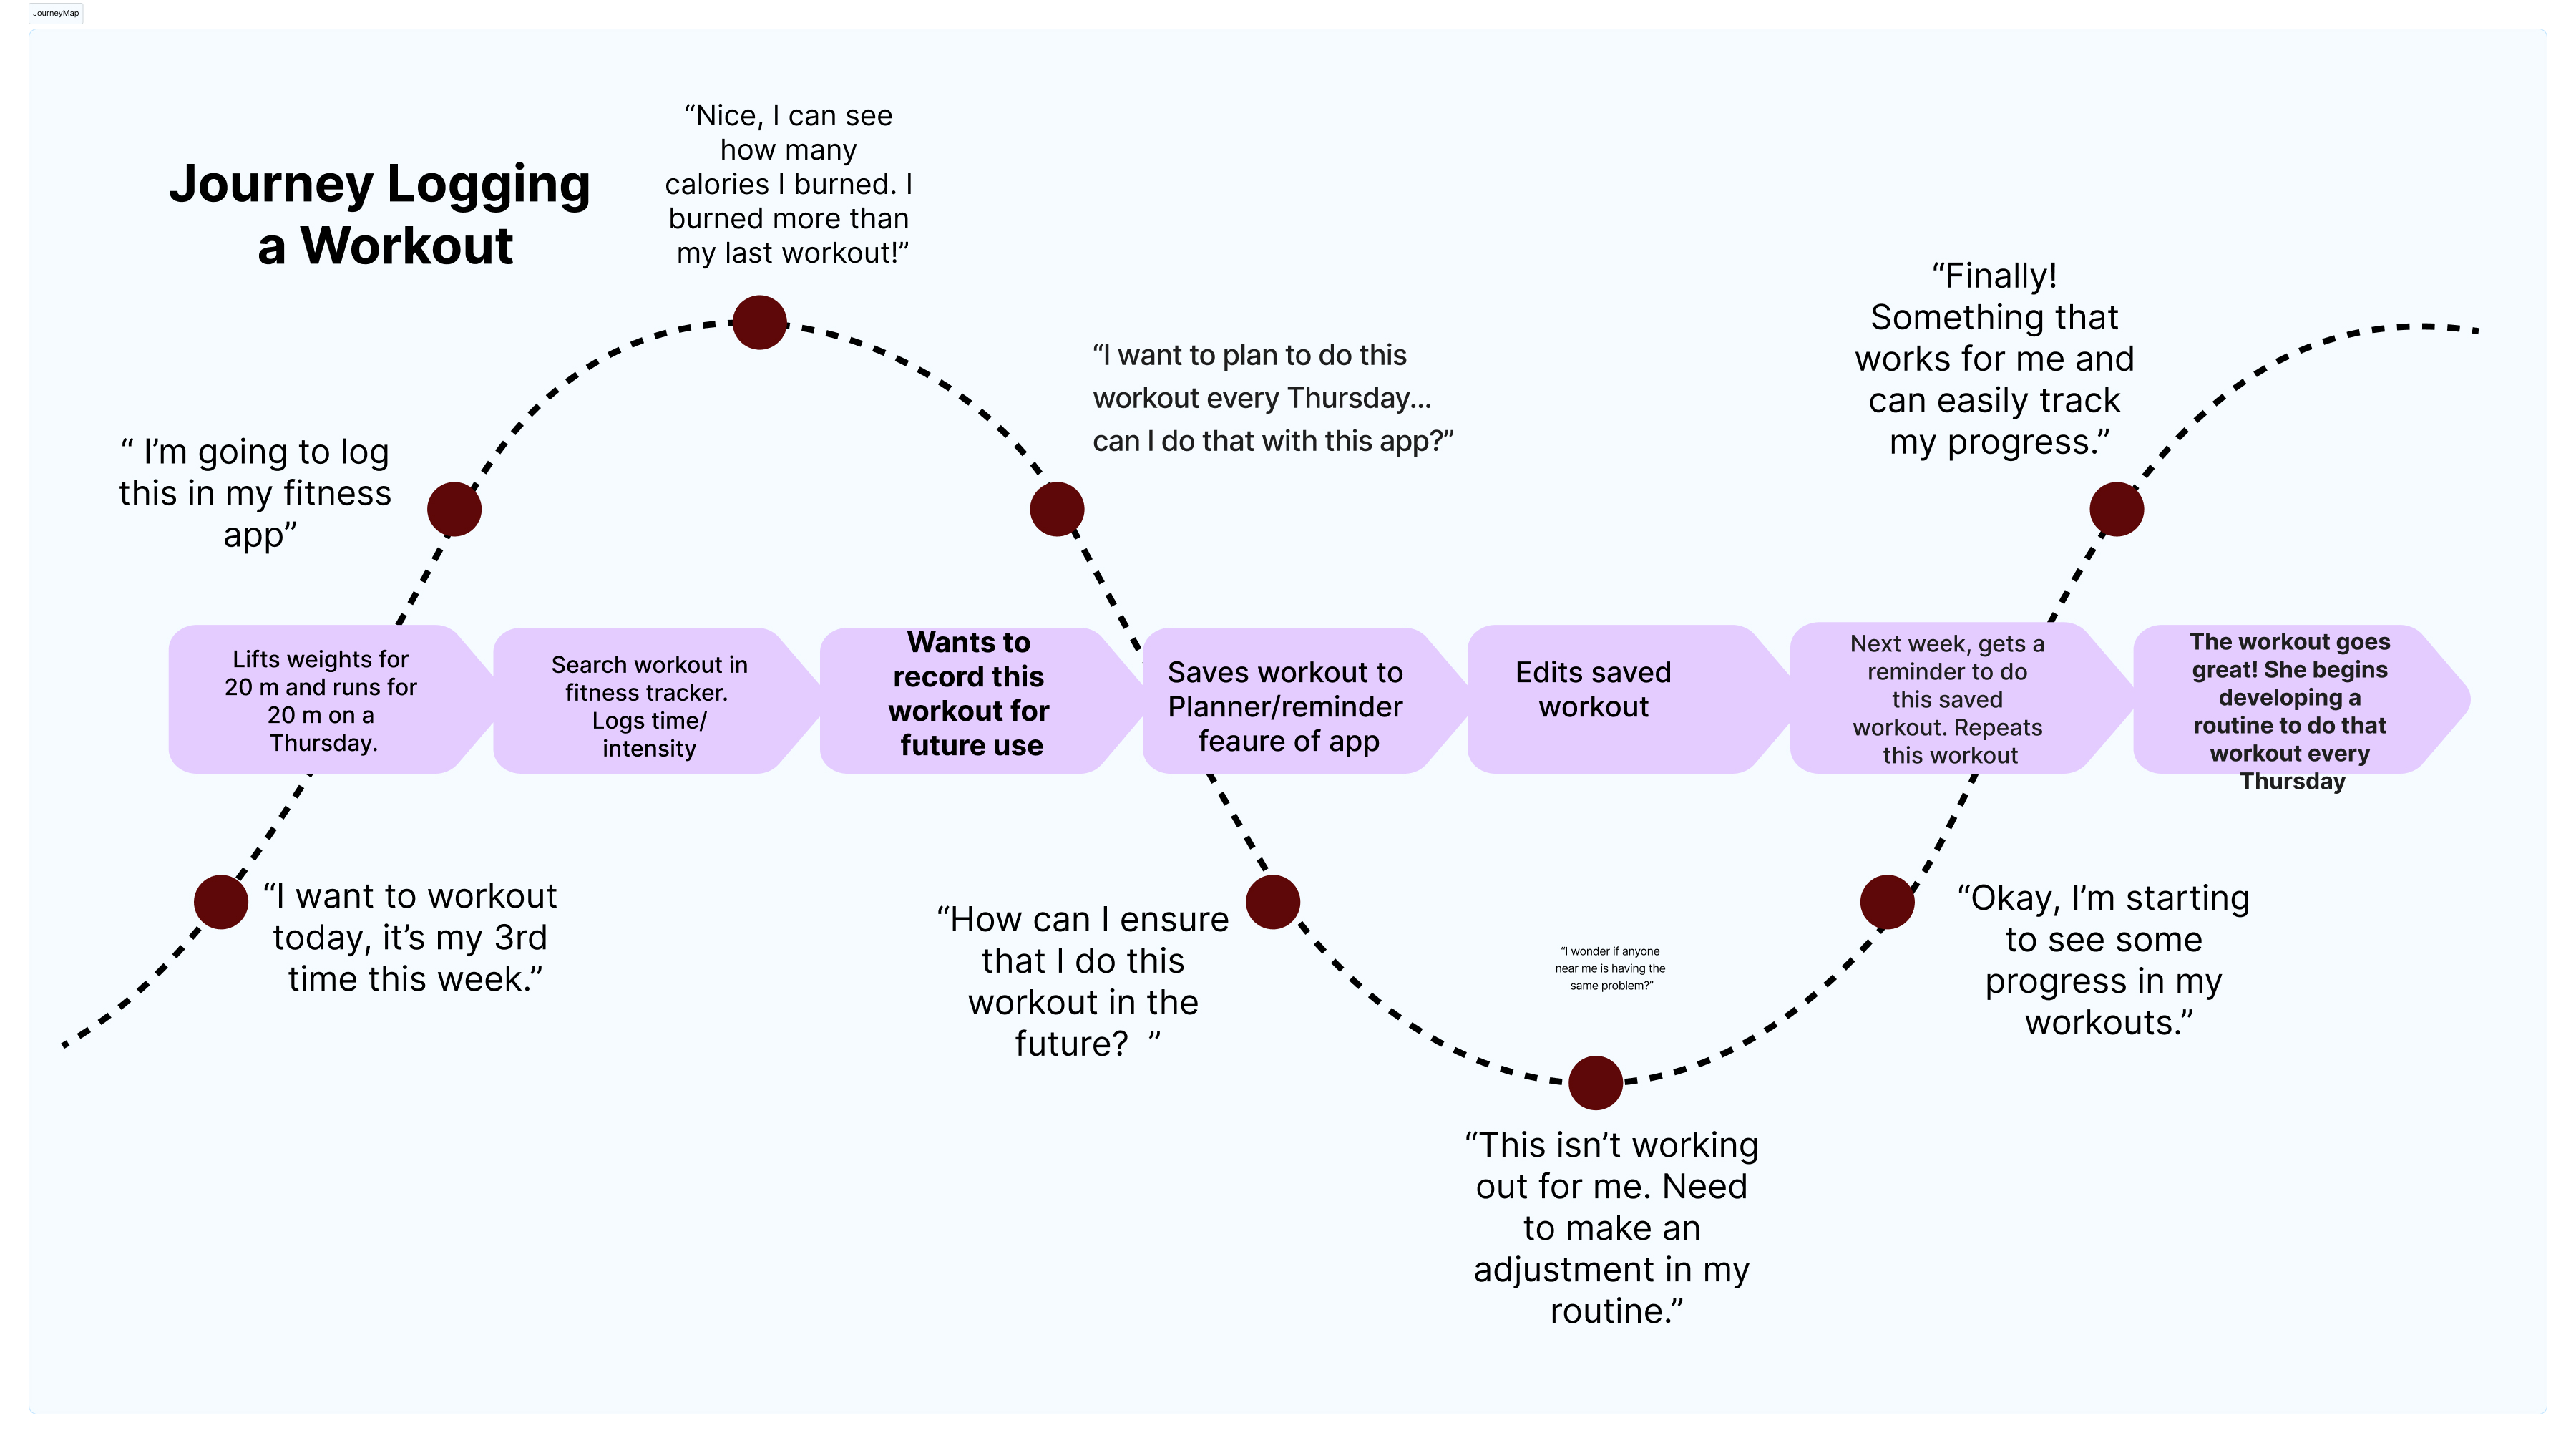 JourneyMap
Journey Logging
a Workout
“Nice, I can see
how many
calories I burned. I
burned more than
my last workout!”
“I want to plan to do this
workout every Thursday...
can I do that with this app?”
“Finally!
Something that
works for me and
can easily track
my progress.”
“ I’m going to log
this in my fitness
app”
Lifts weights for
20 m and runs for
20 m on a
Thursday.
Search workout in
fitness tracker.
Logs time/
intensity
Wants to
record this
workout for
future use
Saves workout to
Planner/reminder
feaure of app
Edits saved
workout
Next week, gets a
reminder to do
this saved
workout. Repeats
this workout
The workout goes
great! She begins
developing a
routine to do that
workout every
Thursday
“I want to workout
today, it’s my 3rd
time this week.”
“How can I ensure
that I do this
workout in the
future?  ”
“I wonder if anyone
near me is having the
same problem?”
“Okay, I’m starting
to see some
progress in my
workouts.”
“This isn’t working
out for me. Need
to make an
adjustment in my
routine.”